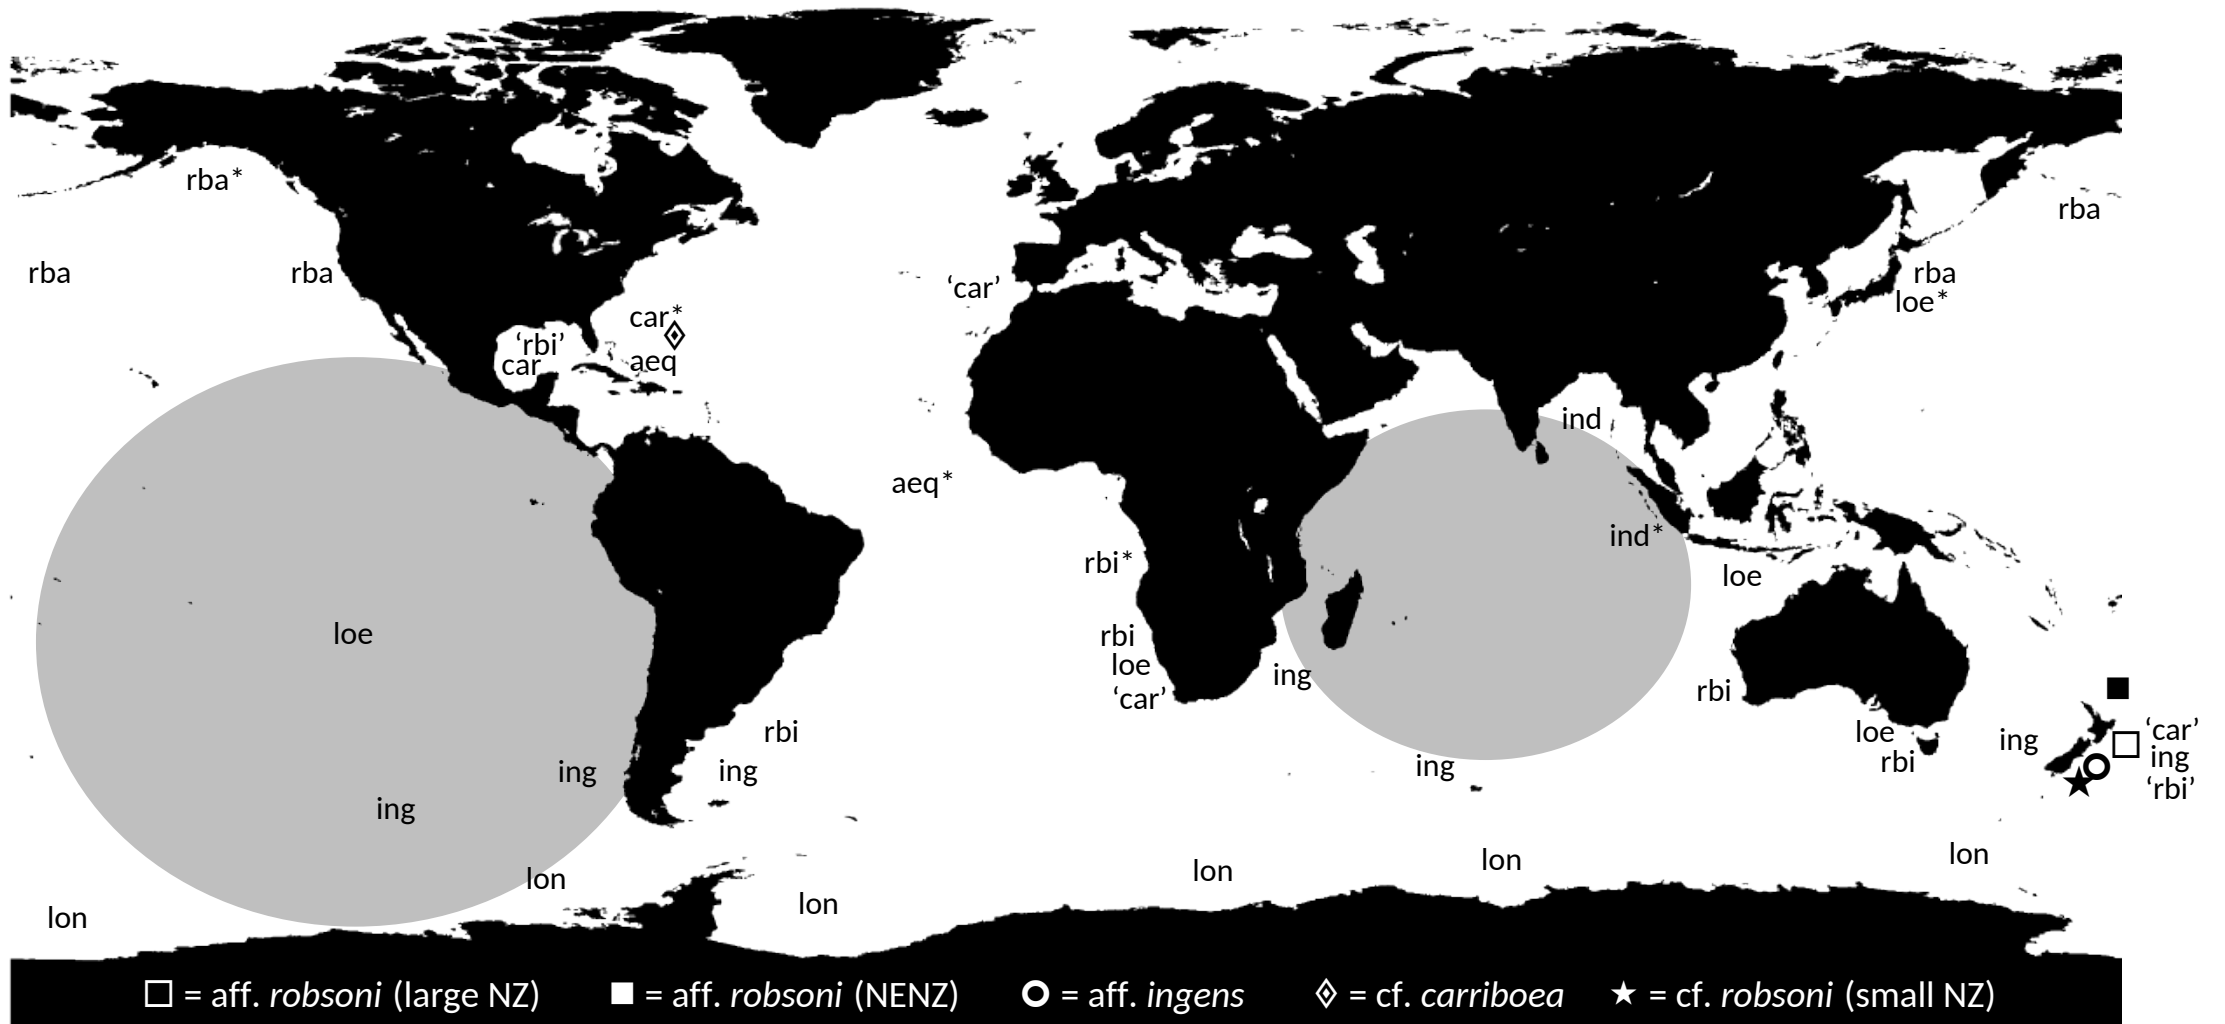 rba*
rba
rba
rba
rba
loe*
‘car’
car*
‘rbi’
car
aeq
ind
aeq*
ind*
rbi*
loe
loe
rbi
loe
‘car’
ing
rbi
rbi
loe
rbi
ing
‘car’
ing
‘rbi’
ing
ing
ing
ing
lon
lon
lon
lon
lon
lon
= aff. robsoni (large NZ)
= aff. robsoni (NENZ)
= aff. ingens
= cf. carriboea
= cf. robsoni (small NZ)